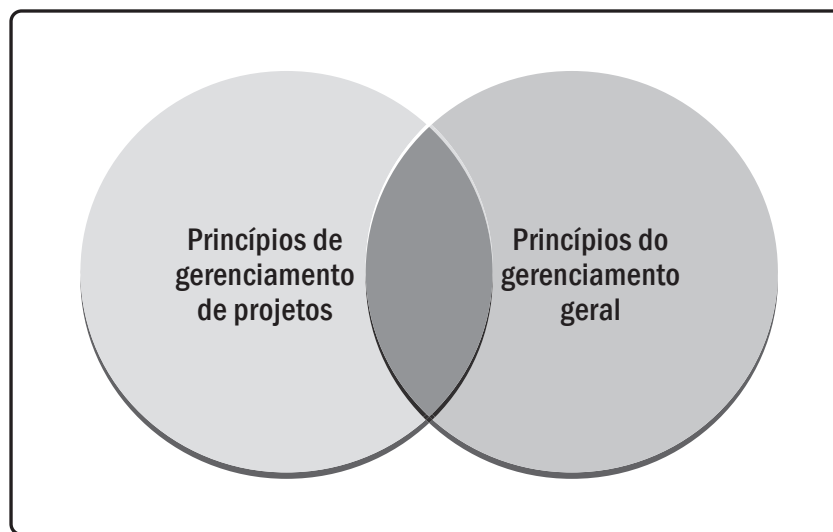 Princípios de
gerenciamento
de projetos
Princípios do
gerenciamento
geral